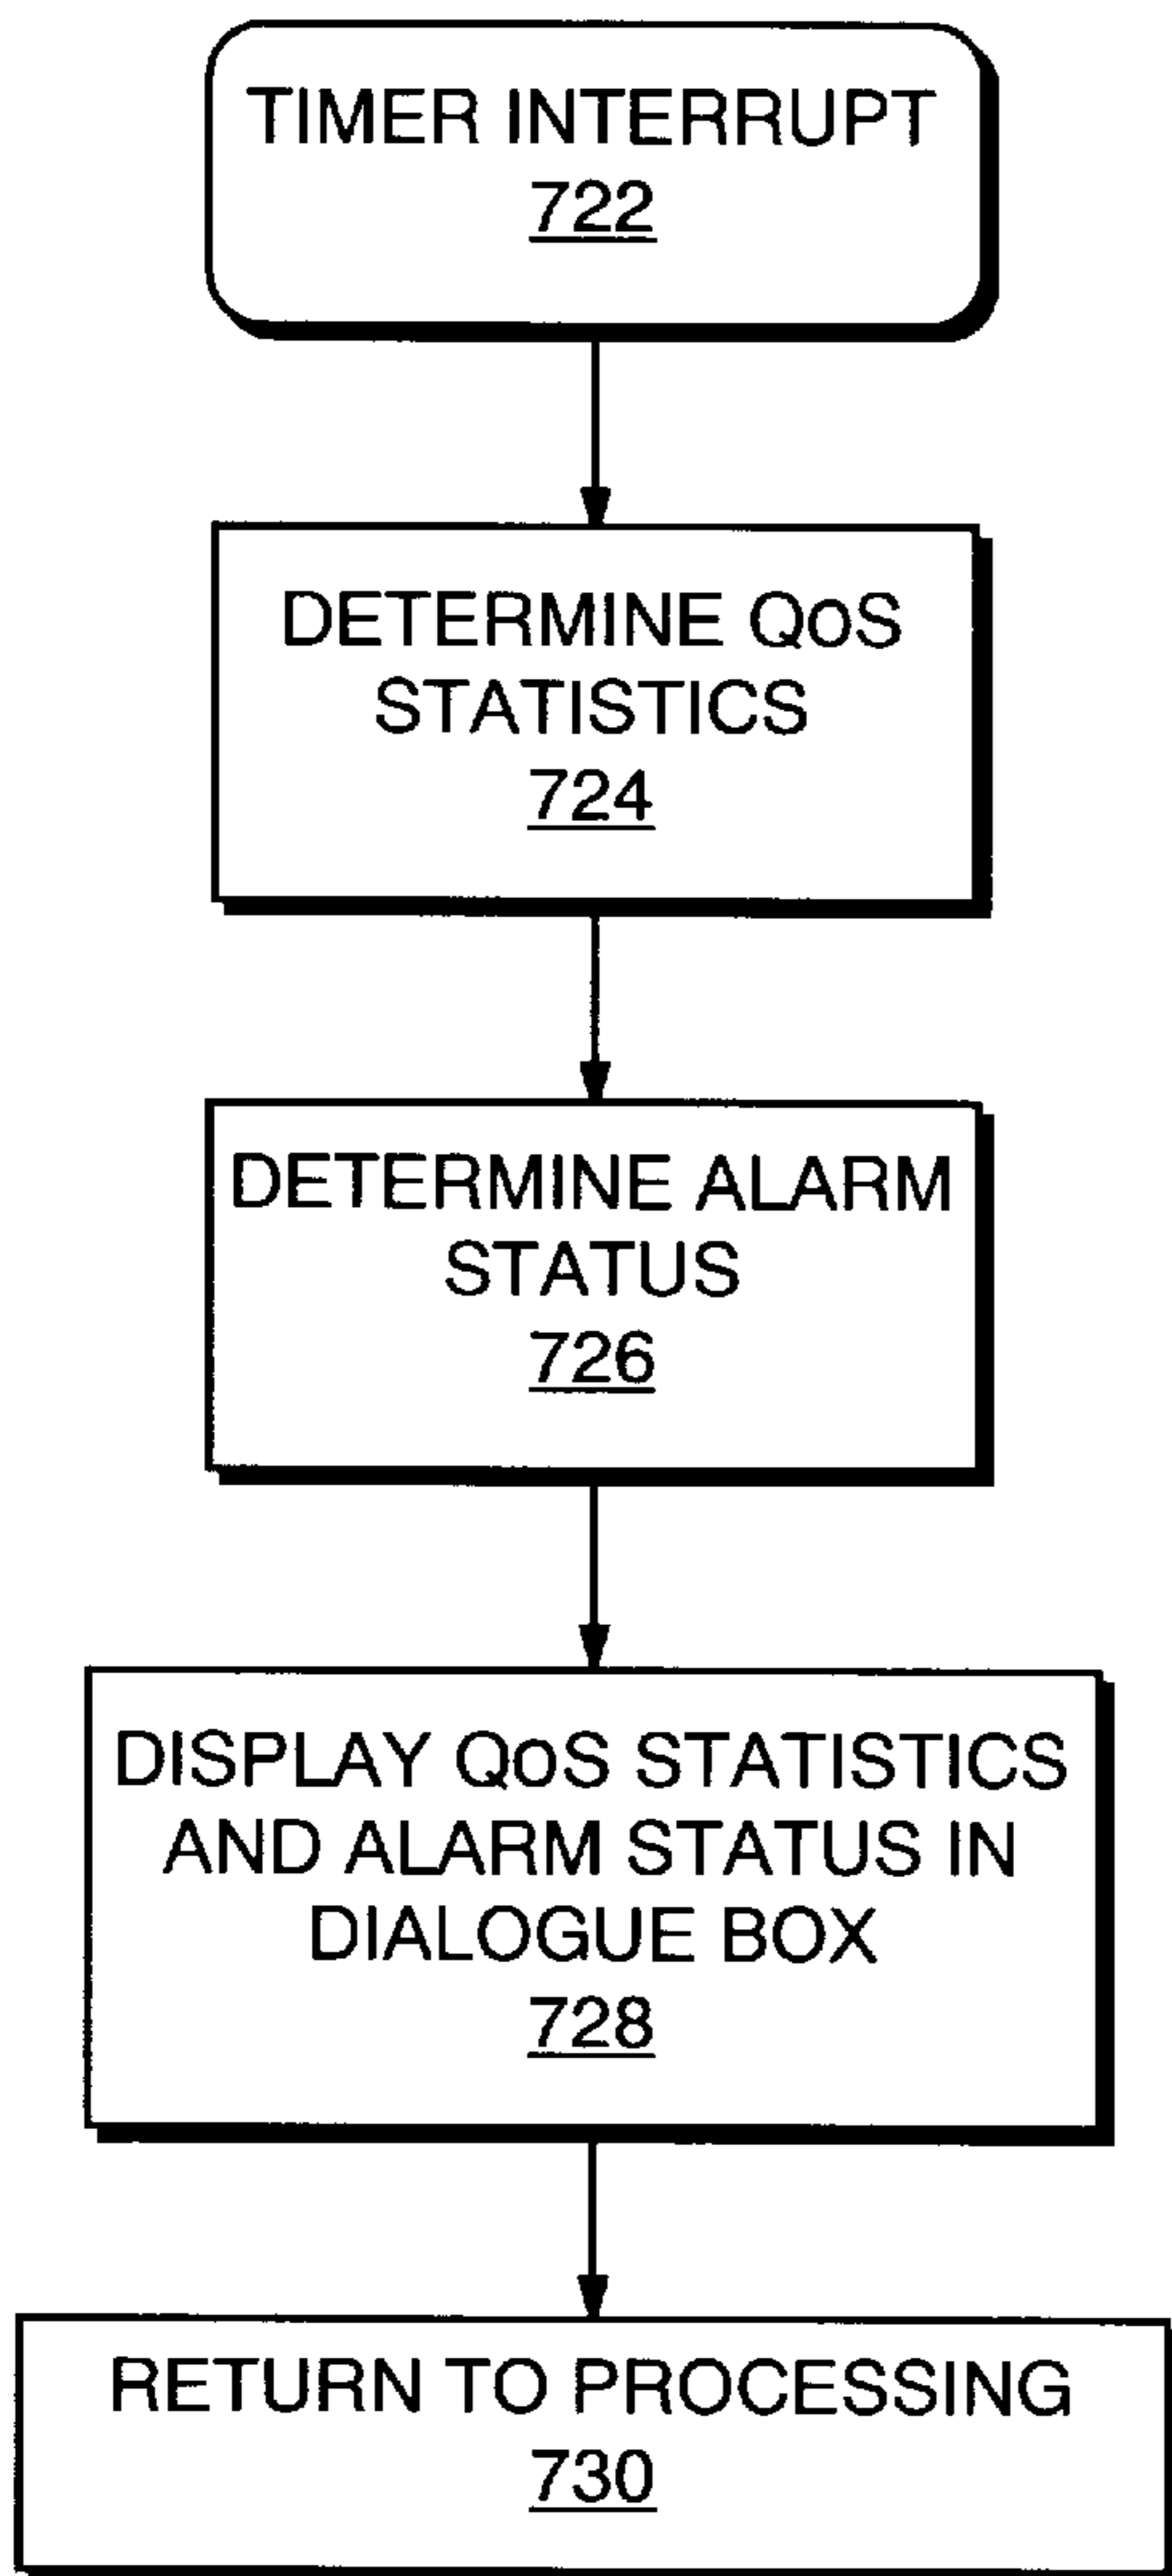 TIMER INTERRUPT
722
DETERMINE QoS
STATISTICS
724
DETERMINE ALARM
STATUS
726
DISPLAY QoS STATISTICS
AND ALARM STATUS IN
DIALOGUE BOX
728
RETURN TO PROCESSING
730